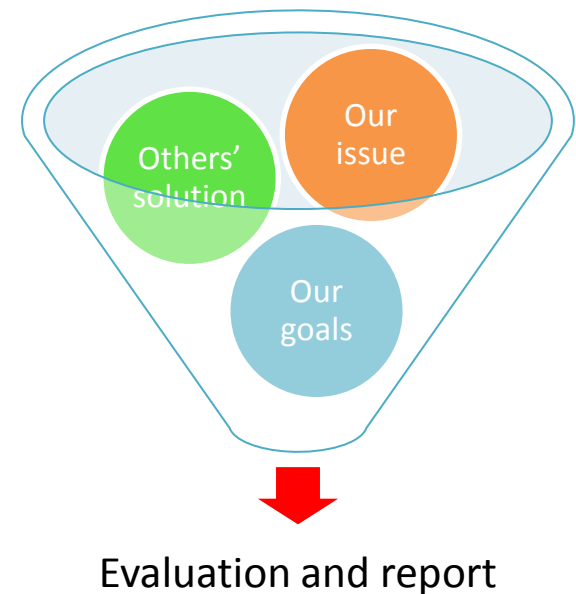 Our
issue
Others’
solution
Our
goals
Evaluation and report